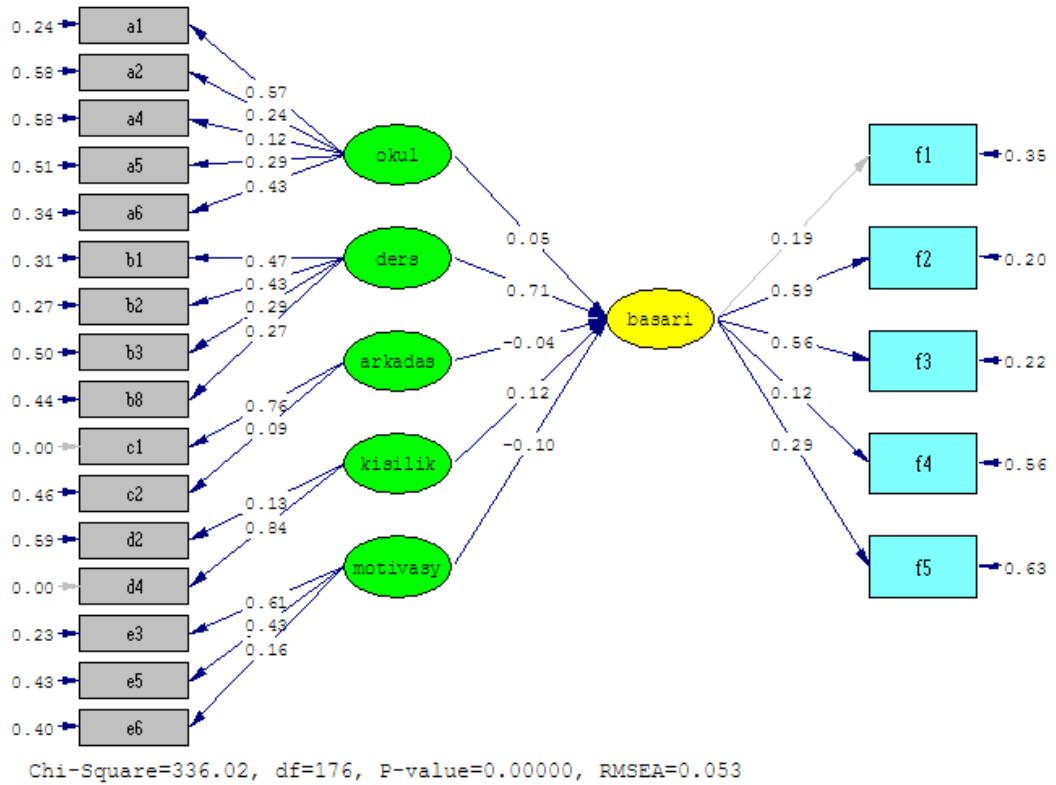 0.24 a1
0.58 a2
0.58 a4
0.51 a5
0.34 a6
0.31 b1
0.27 b2
0.50 b3
0.44 b8
0.00 c1
0.46 c2
0.59 d2
0.00 d4
0.23 e3
0.43 e5
0.40 e6
0.57
0.24
0.12
0.29
0.43
0.47
0.43
0.29
0.27
0.76
0.09
0.13
0.84
0.61
0.43
0.16
okul
ders
arkadas
kisilik
motivasy
0.05
0.71
-0.04
0.12
-0.10
basari
0.19
0.59
0.56
0.12
0.29
f1 0.35
f2 0.20
f3 0.22
f4 0.56
f5 0.63
Chi-Square=336.02, df=176, P-value=0.00000, RMSEA=0.053